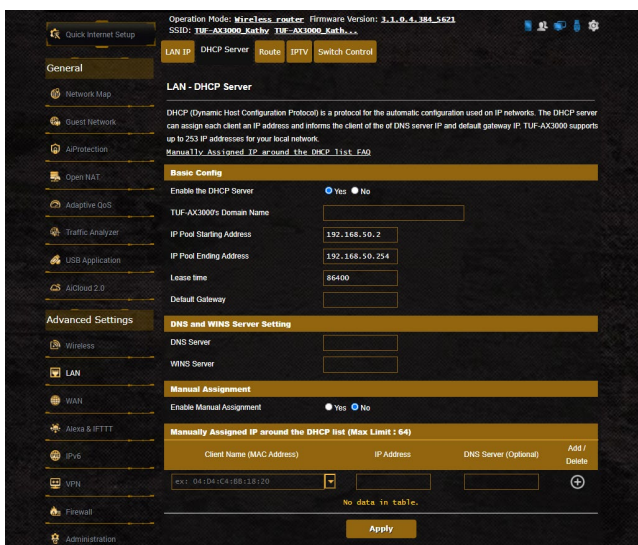 Operation Mode: Wireless router Firmware Version: 3.1.0.4.384_5621
SSID: TUF-AX3000_Kathy TUF-AX3000_Kath...
Quick Internet Setup
LAN IP DHCP Server Route IPTV Switch Control
General
Network Map
Guest Network
AiProtection
Open NAT
Adaptive QoS
Traffic Analyzer
USB Application
AiCloud 2.0
Advanced Settings
Wireless
LAN
WAN
Alexa & IFTTT
IPv6
VPN
Firewall
Administration
LAN - DHCP Server
DHCP (Dynamic Host Configuration Protocol) is a protocol for the automatic configuration used on IP networks. The DHCP server
can assign each client an IP address and informs the client of the of DNS server IP and default gateway IP. TUF-AX3000 supports
up to 253 IP addresses for your local network.
Manually Assigned IP around the DHCP list FAQ
Basic Config
Enable the DHCP Server Yes No
TUF-AX3000's Domain Name
IP Pool Starting Address 192.168.50.2
IP Pool Ending Address 192.168.50.254
Lease time 86400
Default Gateway
DNS and WINS Server Setting
DNS Server
WINS Server
Manual Assignment
Enable Manual Assignment Yes No
Manually Assigned IP around the DHCP list (Max Limit : 64)
Client Name (MAC Address) IP Address DNS Server (Optional) Add /
Delete
ex: 04:D4:C4:BB:18:20
No data in table.
Apply